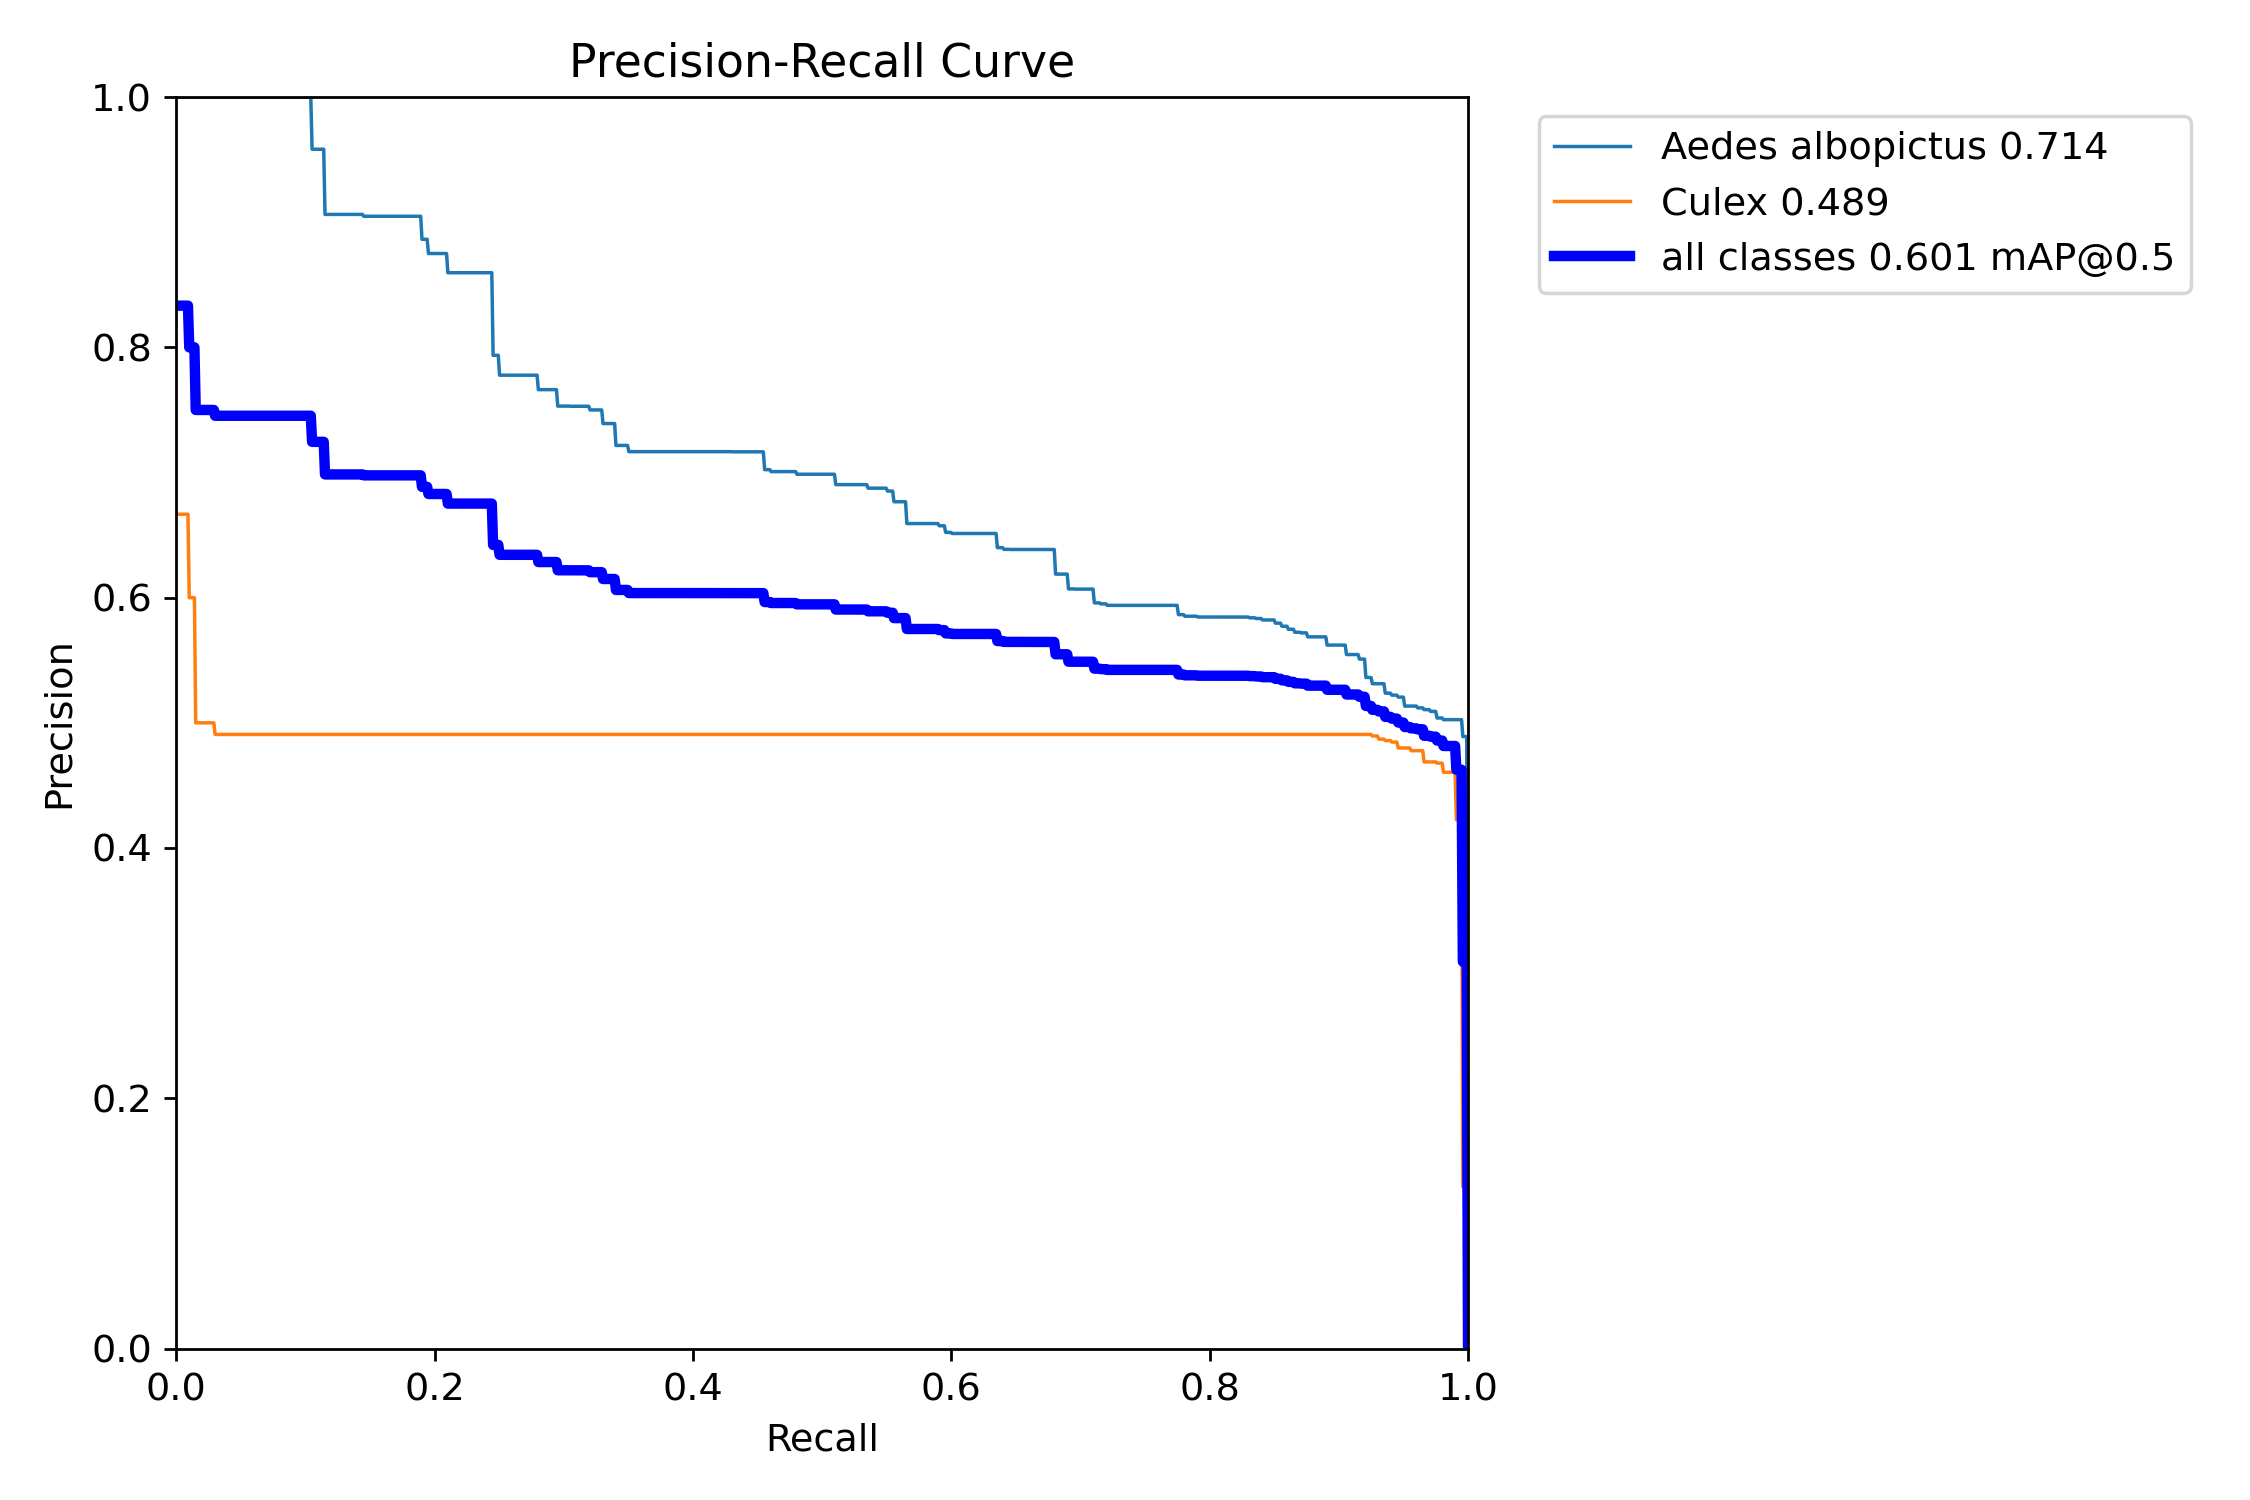 Precision-Recall Curve
1.0
0.8
0.6
0.4
0.2
0.0
Precision
0.0 0.2 0.4 0.6 0.8 1.0
Recall
Aedes albopictus 0.714
Culex 0.489
all classes 0.601 mAP@0.5